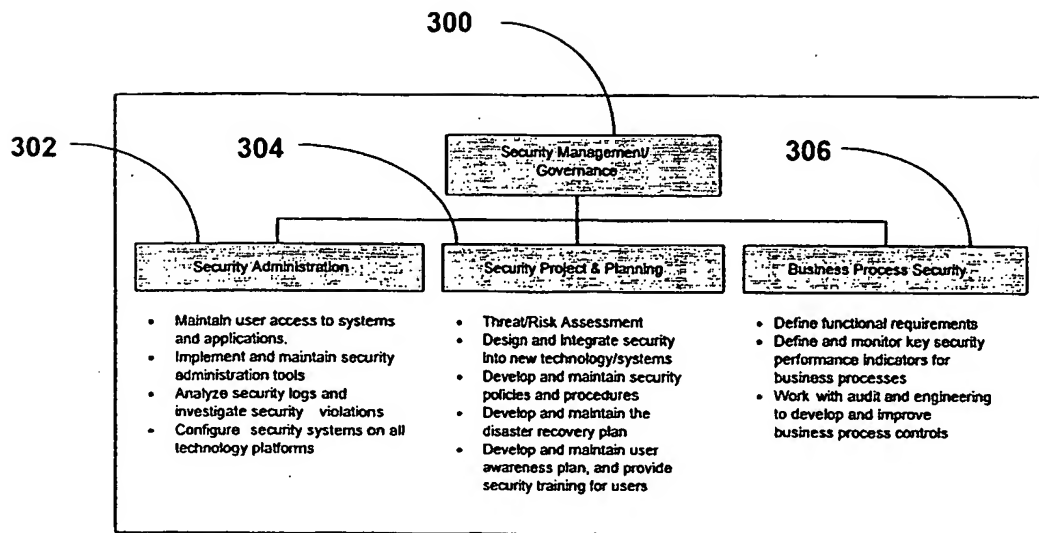 300
302
304
306
Security Management/
Governance
Security Administration
Security Project & Planning
Business Process Security
• Maintain user access to systems
and applications.
• Implement and maintain security
administration tools
• Analyze security logs and
investigate security violations
• Configure security systems on all
technology platforms
• Threat/Risk Assessment
• Design and integrate security
into new technology/systems
• Develop and maintain security
policies and procedures
• Develop and maintain the
disaster recovery plan
• Develop and maintain user
awareness plan, and provide
security training for users
• Define functional requirements
• Define and monitor key security
performance indicators for
business processes
• Work with audit and engineering
to develop and improve
business process controls